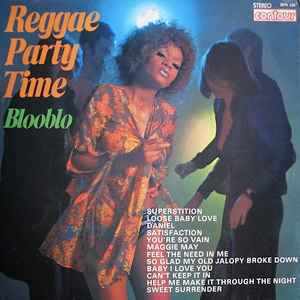 Reggae
Party
Time
Blooblo
STEREO
contour
SUPERSTITION
LOOSE BABY LOVE
DANIEL
SATISFACTION
YOU'RE SO VAIN
MAGGIE MAY
FEEL THE NEED IN ME
SO GLAD MY OLD JALOPY BROKE DOWN
BABY I LOVE YOU
CAN'T KEEP IT IN
HELP ME MAKE IT THROUGH THE NIGHT
SWEET SURRENDER